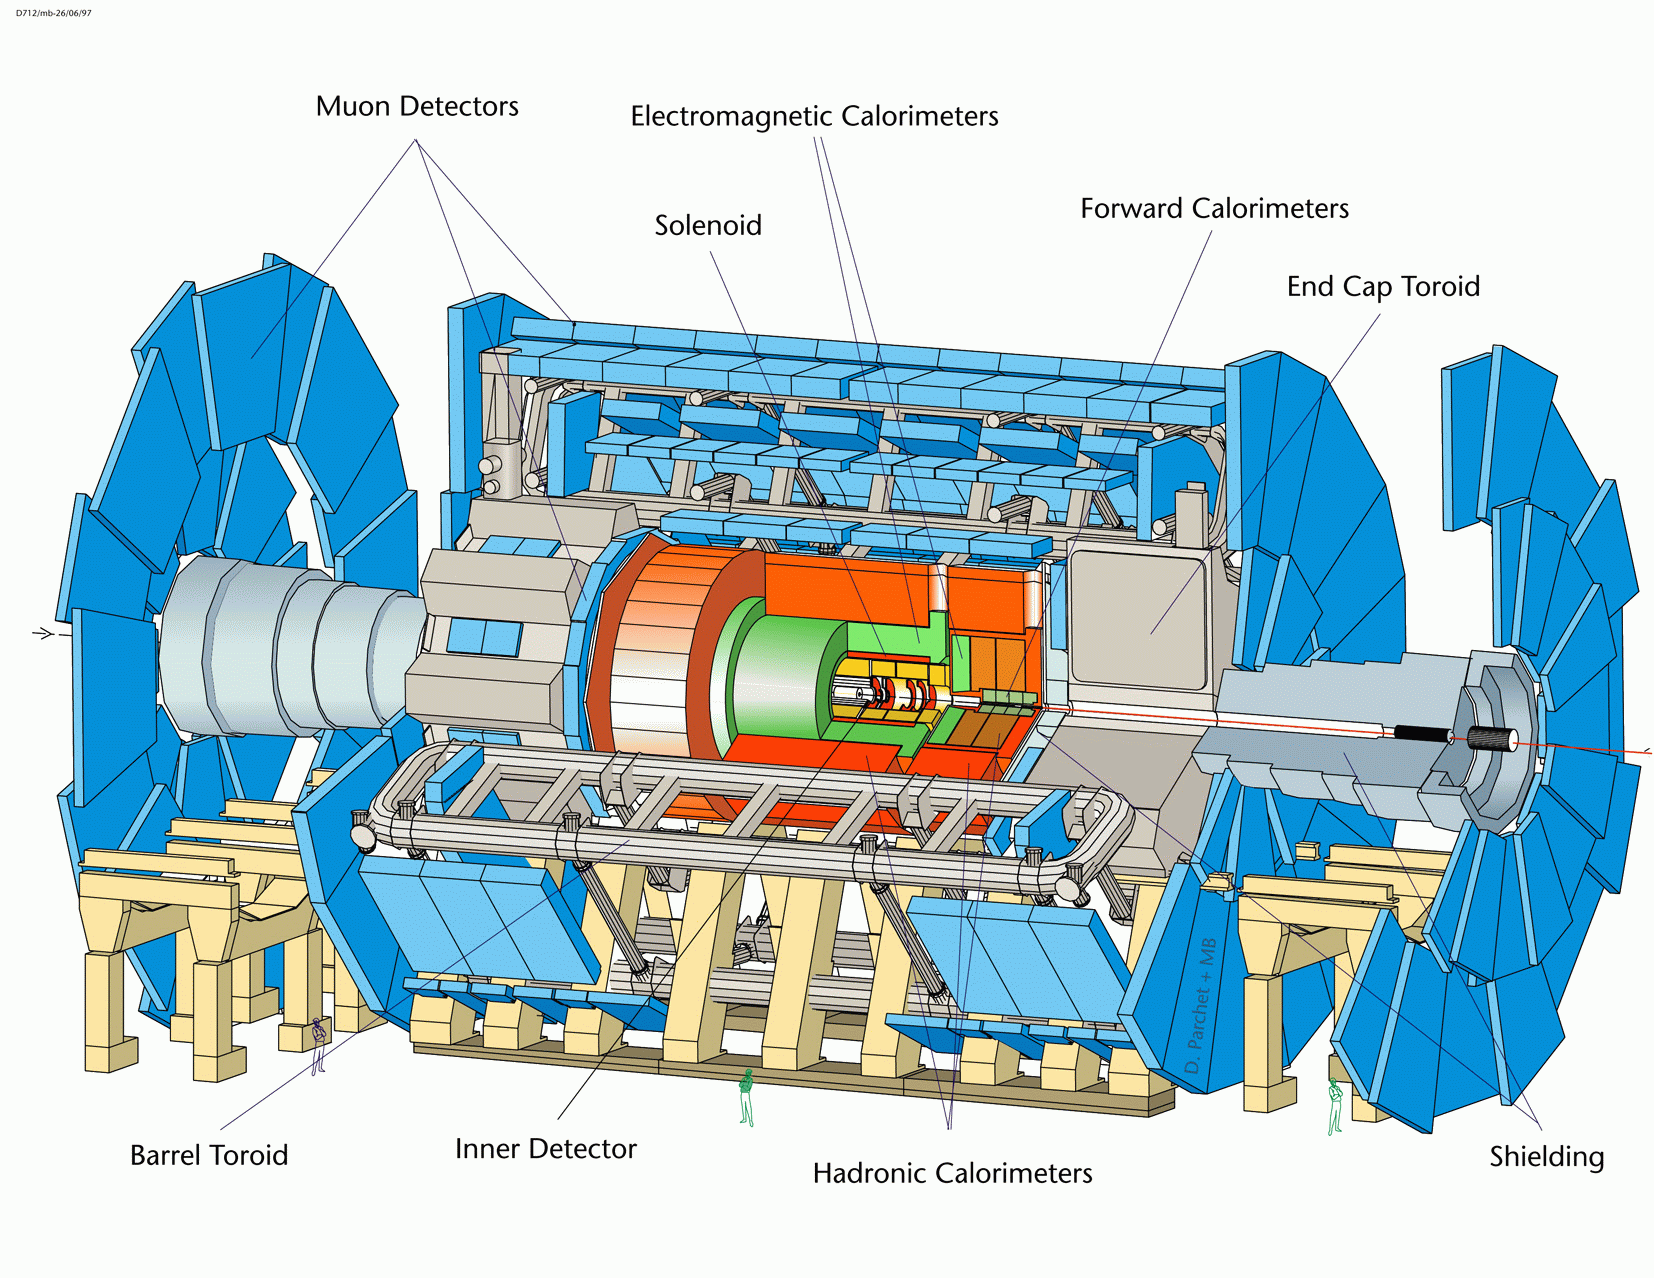 D712/mb-26/06/97
Muon Detectors
Electromagnetic Calorimeters
Solenoid
Forward Calorimeters
End Cap Toroid
D. Parchet + MB
Barrel Toroid
Inner Detector
Hadronic Calorimeters
Shielding